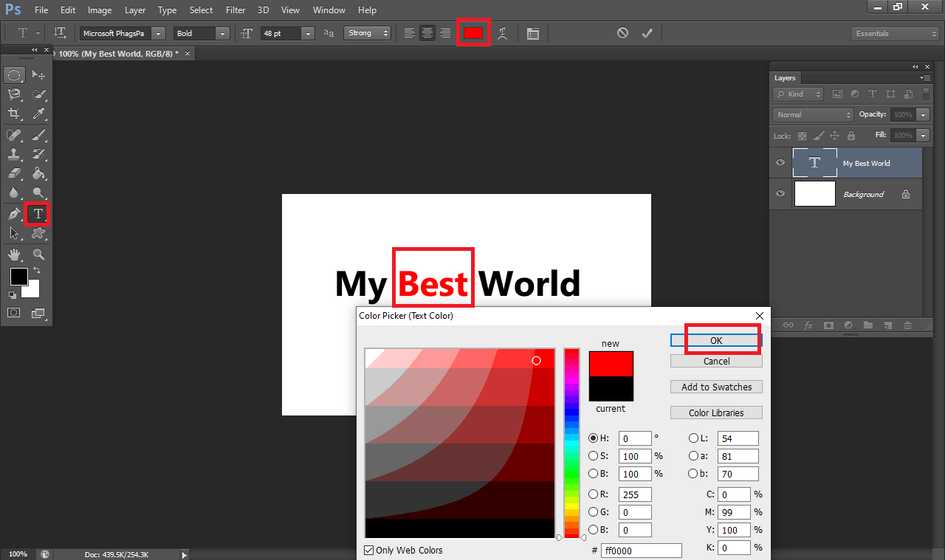 Ps File Edit Image Layer Type Select Filter 3D View Window Help
T Microsoft PhagsPa Bold T 48 pt aa Strong Essentials
100% (My Best World, RGB/8) * ×
Layers
Kind
Normal Opacity: 100%
Lock: Fill: 100%
T My Best World
Background
My Best World
Color Picker (Text Color)
new
current
OK
Cancel
Add to Swatches
Color Libraries
H: 0 ° L: 54
S: 100 % a: 81
B: 100 % b: 70
R: 255 C: 0 %
G: 0 M: 99 %
B: 0 Y: 100 %
# ff0000 K: 0 %
Only Web Colors
100% Doc: 439.5K/254.3K